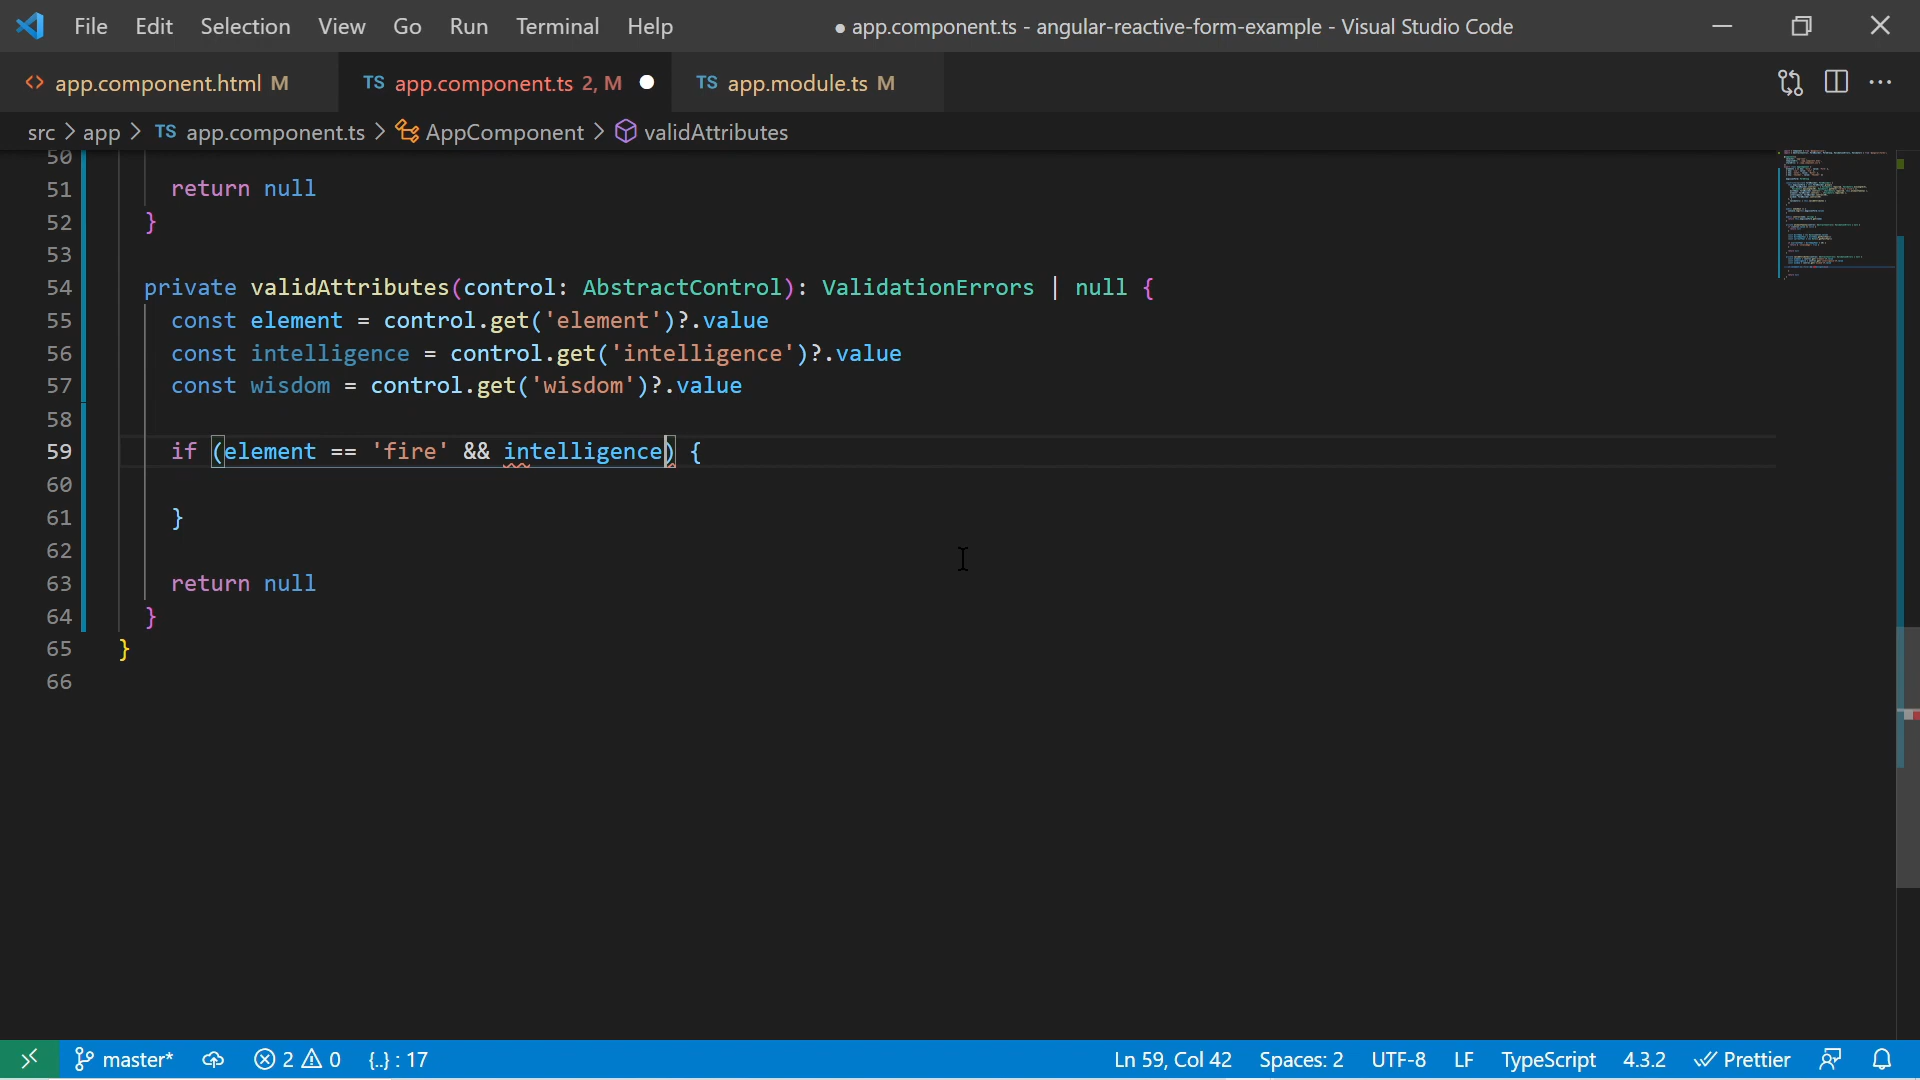 File Edit Selection View Go Run Terminal Help ● app.component.ts - angular-reactive-form-example - Visual Studio Code
<> app.component.html M TS app.component.ts 2, M ● TS app.module.ts M
src > app > TS app.component.ts > AppComponent > validAttributes
50
51 return null
52 }
53
54 private validAttributes(control: AbstractControl): ValidationErrors | null {
55 const element = control.get('element')?.value
56 const intelligence = control.get('intelligence')?.value
57 const wisdom = control.get('wisdom')?.value
58
59 if (element == 'fire' && intelligence) {
60
61 }
62
63 return null
64 }
65 }
66
master* 2 0 {..} : 17 Ln 59, Col 42 Spaces: 2 UTF-8 LF TypeScript 4.3.2 Prettier